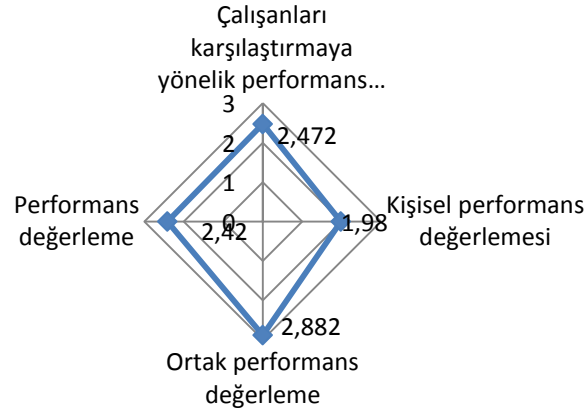 Çalışanları
karşılaştırmaya
yönelik performans...
3
2,472
2
1
Performans
değerleme
0
2,42
1,98
Kişisel performans
değerlemesi
2,882
Ortak performans
değerleme